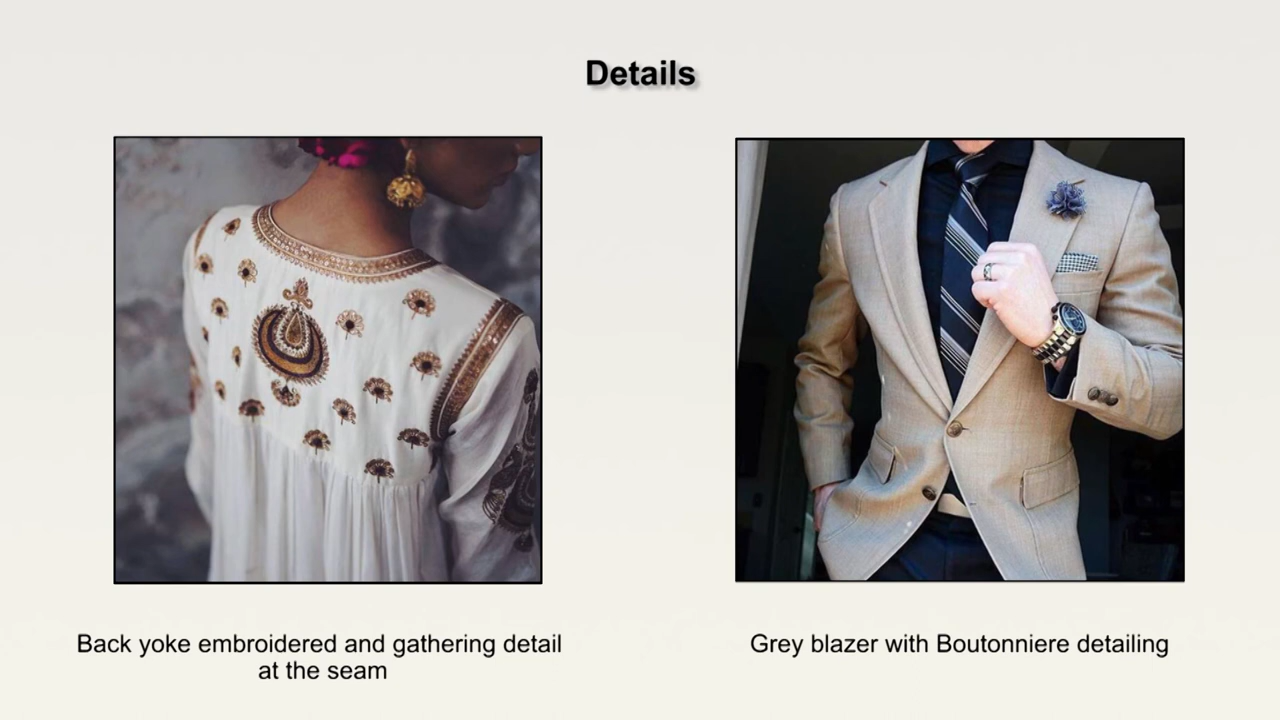 Details
Back yoke embroidered and gathering detail
at the seam
Grey blazer with Boutonniere detailing